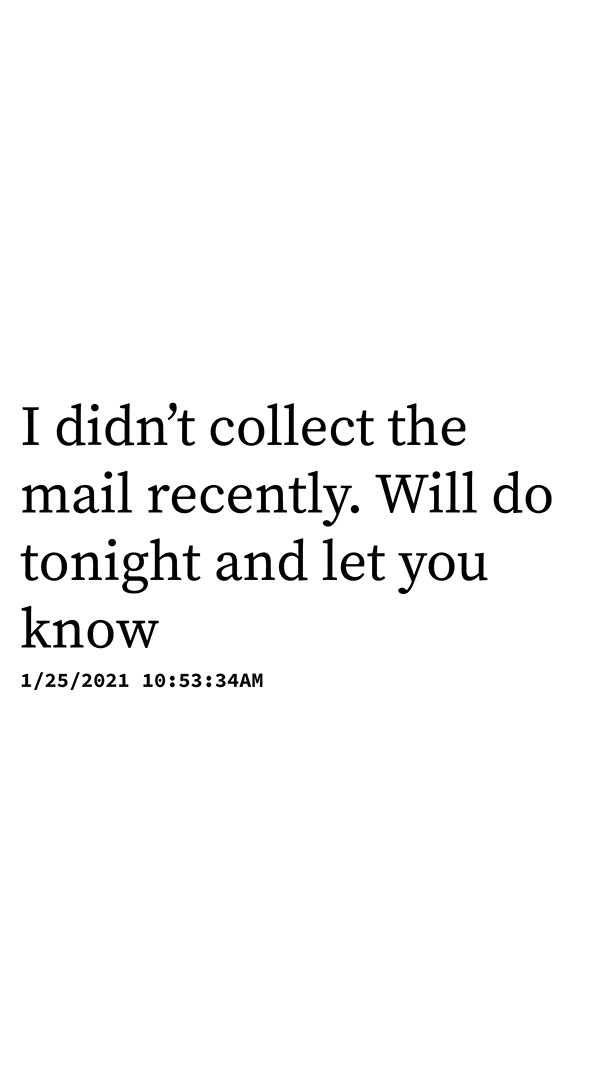 I didn’t collect the
mail recently. Will do
tonight and let you
know
1/25/2021 10:53:34AM